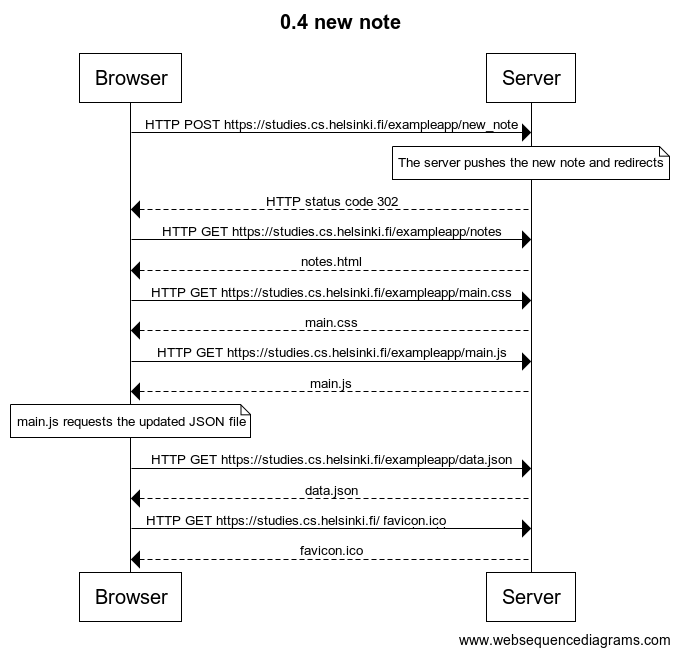 0.4 new note
Browser
Server
HTTP POST https://studies.cs.helsinki.fi/exampleapp/new_note
The server pushes the new note and redirects
HTTP status code 302
HTTP GET https://studies.cs.helsinki.fi/exampleapp/notes
notes.html
HTTP GET https://studies.cs.helsinki.fi/exampleapp/main.css
main.css
HTTP GET https://studies.cs.helsinki.fi/exampleapp/main.js
main.js
main.js requests the updated JSON file
HTTP GET https://studies.cs.helsinki.fi/exampleapp/data.json
data.json
HTTP GET https://studies.cs.helsinki.fi/ favicon.ico
favicon.ico
Browser
Server
www.websequencediagrams.com